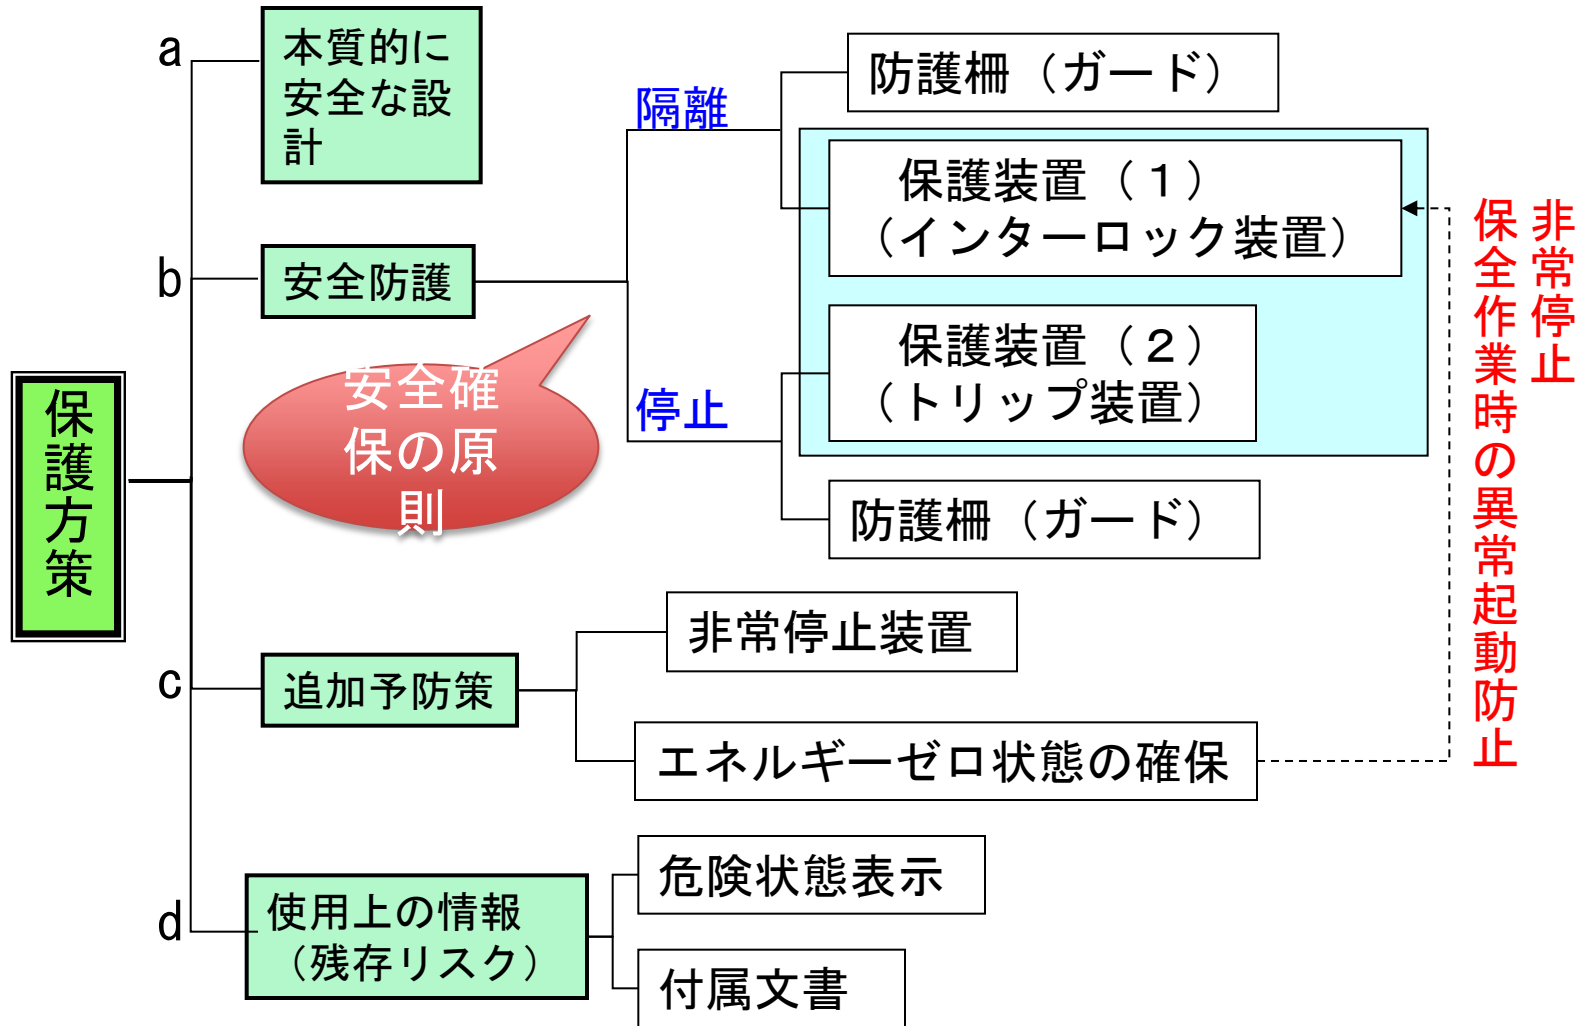 保護方策
a
本質的に
安全な設
計
b
安全防護
安全確
保の原
則
隔離
防護柵（ガード）
保護装置（１）
（インターロック装置）
停止
保護装置（２）
（トリップ装置）
防護柵（ガード）
非常停止
保全作業時の異常起動防止
c
追加予防策
非常停止装置
エネルギーゼロ状態の確保
d
使用上の情報
（残存リスク）
危険状態表示
付属文書